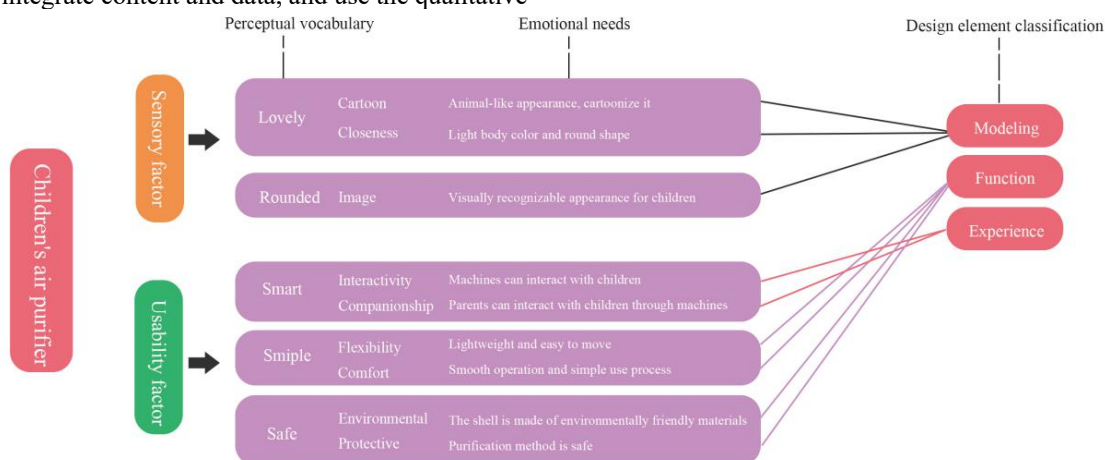 integrate content and data, and use the qualitative
Perceptual vocabulary
Emotional needs
Design element classification
Children's air purifier
Sensory factor
Lovely
Cartoon
Animal-like appearance, cartoonize it
Closeness
Light body color and round shape
Rounded
Image
Visually recognizable appearance for children
Usability factor
Smart
Interactivity
Machines can interact with children
Companionship
Parents can interact with children through machines
Smiple
Flexibility
Lightweight and easy to move
Comfort
Smooth operation and simple use process
Safe
Environmental
The shell is made of environmentally friendly materials
Protective
Purification method is safe
Modeling
Function
Experience